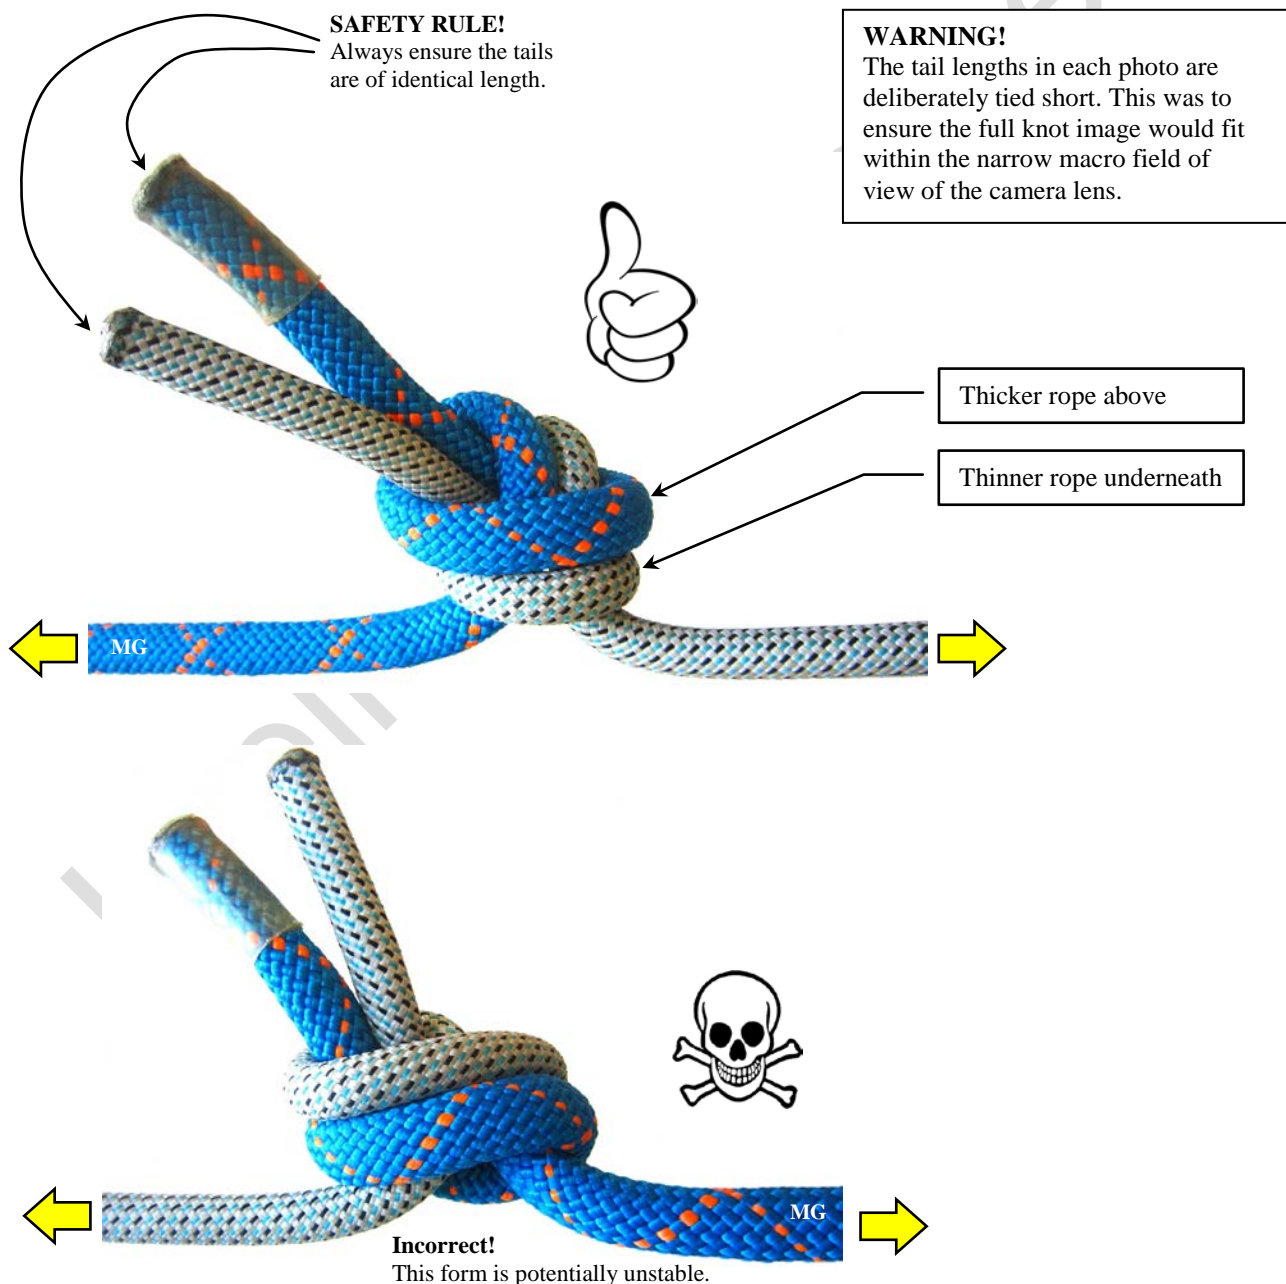 SAFETY RULE!
Always ensure the tails
are of identical length.
WARNING!
The tail lengths in each photo are
deliberately tied short. This was to
ensure the full knot image would fit
within the narrow macro field of
view of the camera lens.
Thicker rope above
Thinner rope underneath
MG
MG
Incorrect!
This form is potentially unstable.